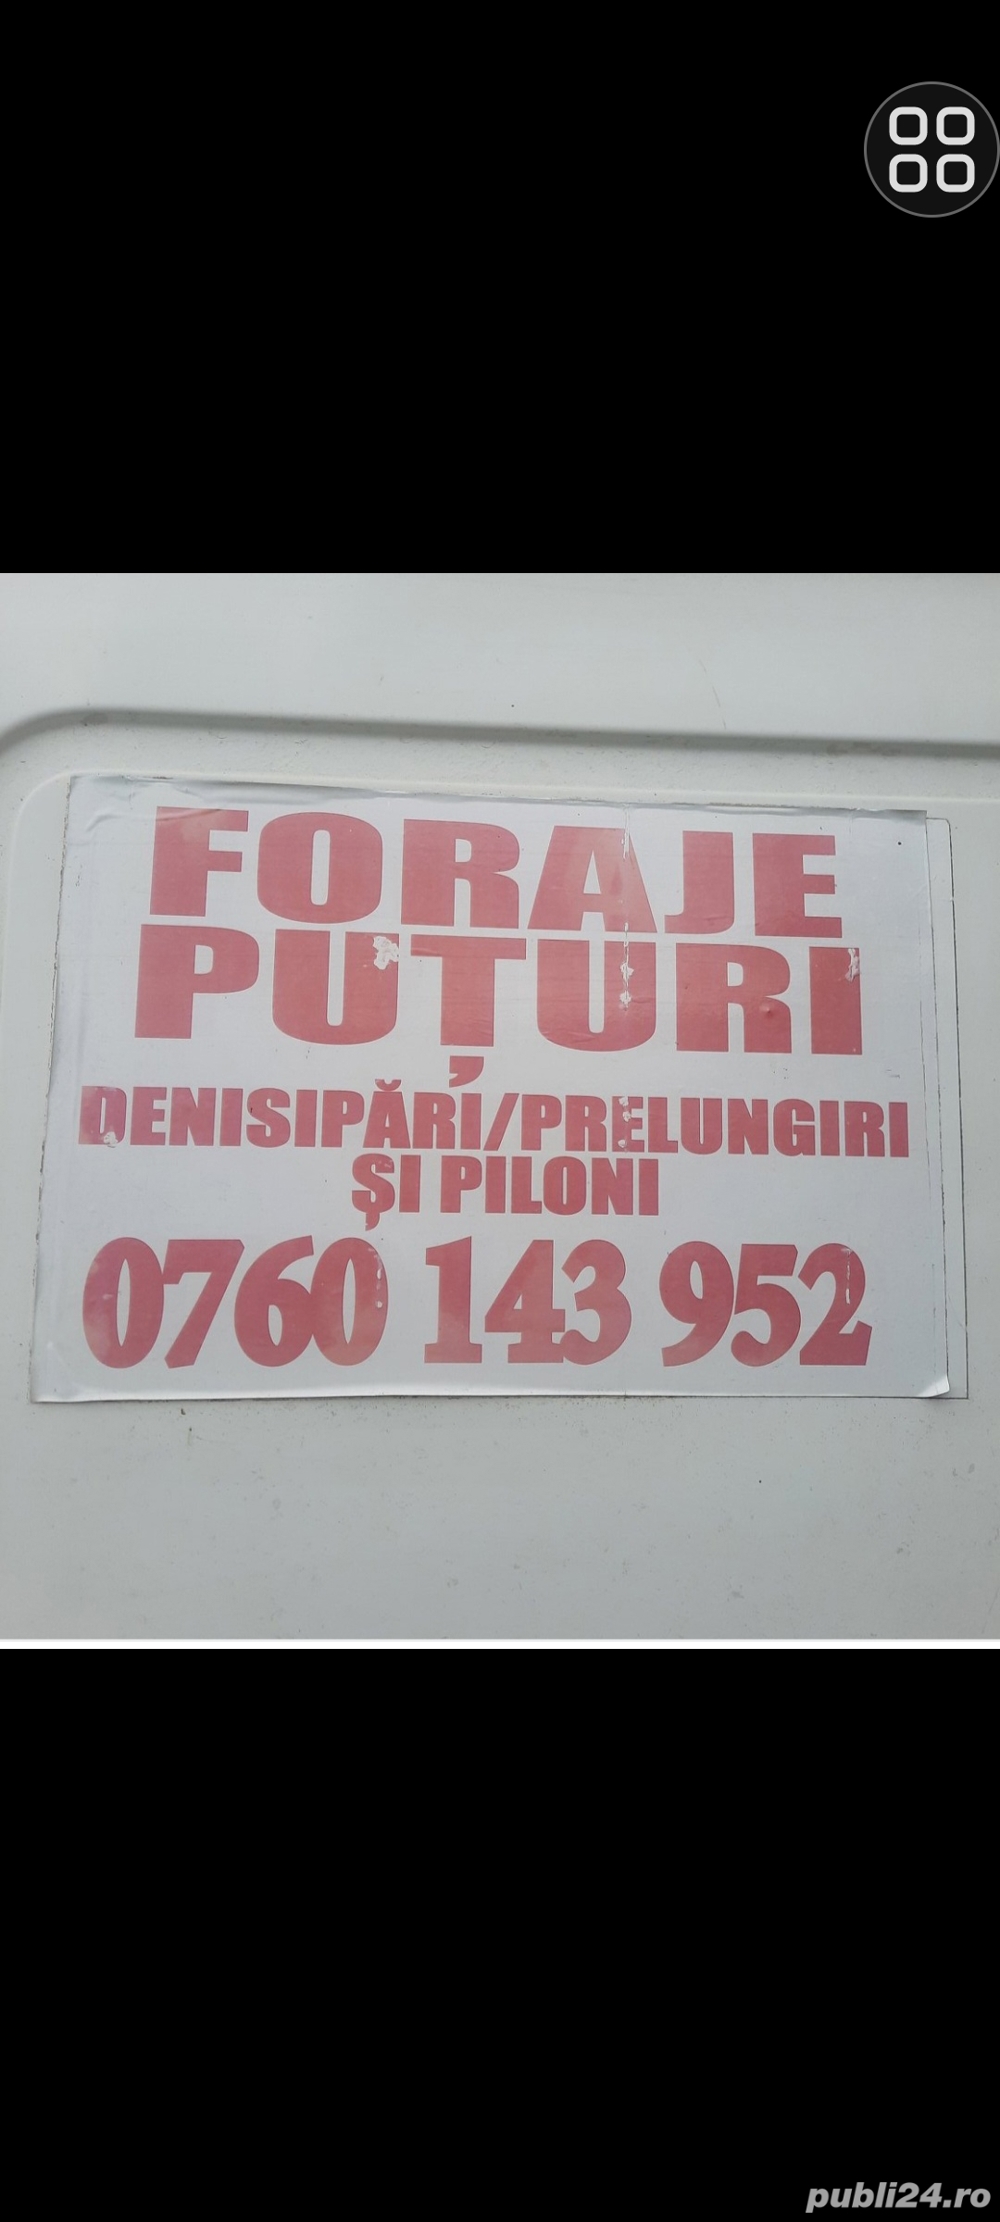 FORAJE
PUȚURI
DENISIPĂRI/PRELUNGIRI
ȘI PILONI
0760 143 952
publi24.ro